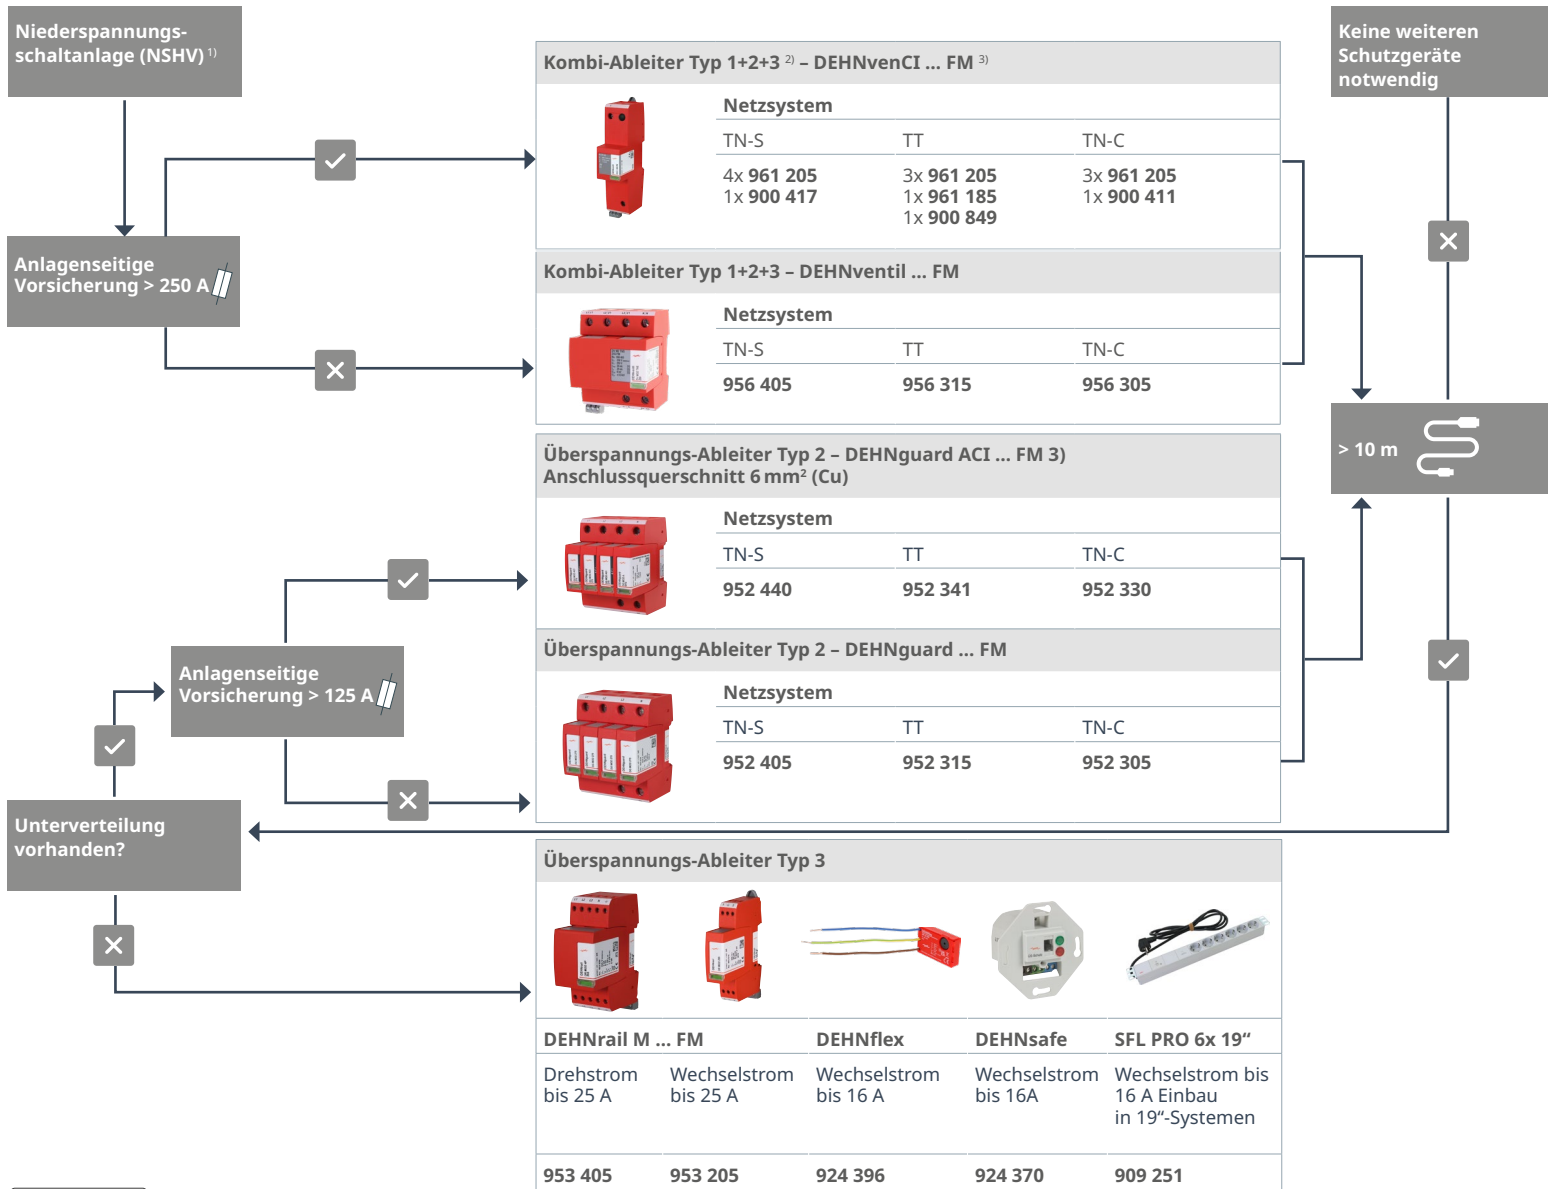 Niederspannungs-
schaltanlage (NSHV) 1)
Keine weiteren
Schutzgeräte
notwendig
Kombi-Ableiter Typ 1+2+3 2) – DEHNvenCI ... FM 3)
Netzsystem
TN-S TT TN-C
4x 961 205 3x 961 205 3x 961 205
1x 900 417 1x 961 185 1x 900 411
1x 900 849
Anlagenseitige
Vorsicherung > 250 A
Kombi-Ableiter Typ 1+2+3 – DEHNventil ... FM
Netzsystem
TN-S TT TN-C
956 405 956 315 956 305
> 10 m
Überspannungs-Ableiter Typ 2 – DEHNguard ACI ... FM 3)
Anschlussquerschnitt 6 mm² (Cu)
Netzsystem
TN-S TT TN-C
952 440 952 341 952 330
Überspannungs-Ableiter Typ 2 – DEHNguard ... FM
Netzsystem
TN-S TT TN-C
952 405 952 315 952 305
Anlagenseitige
Vorsicherung > 125 A
Unterverteilung
vorhanden?
Überspannungs-Ableiter Typ 3
DEHNrail M ... FM DEHNflex DEHNsafe SFL PRO 6x 19“
Drehstrom Wechselstrom Wechselstrom Wechselstrom Wechselstrom bis
bis 25 A bis 25 A bis 16 A bis 16A 16 A Einbau
in 19“-Systemen
953 405 953 205 924 396 924 370 909 251